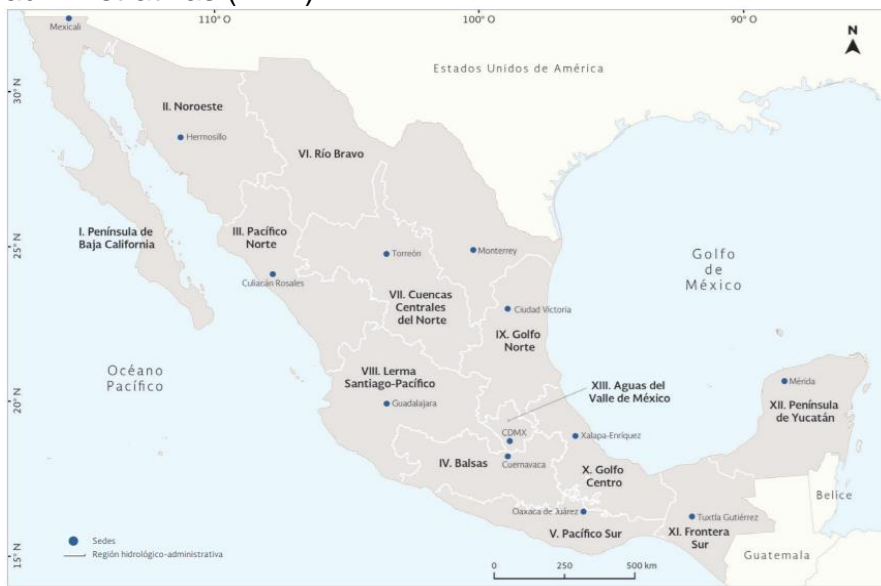 110° O
100° O
90° O
Mexicali
N
Estados Unidos de América
30° N
II. Noroeste
Hermosillo
VI. Río Bravo
I. Península de
Baja California
III. Pacífico
Norte
25° N
Torreón
Monterrey
Golfo
de
México
Culiacán Rosales
VII. Cuencas
Centrales
del Norte
Ciudad Victoria
IX. Golfo
Norte
Océano
Pacífico
VIII. Lerma
Santiago-Pacífico
XIII. Aguas del
Valle de México
Mérida
20° N
Guadalajara
XII. Península
de Yucatán
CDMX
Xalapa-Enríquez
IV. Balsas
Cuernavaca
X. Golfo
Centro
Belice
Oaxaca de Juárez
Tuxtla Gutiérrez
V. Pacífico Sur
XI. Frontera
Sur
Sedes
Región hidrológico-administrativa
Guatemala
15° N
0
250
500 km